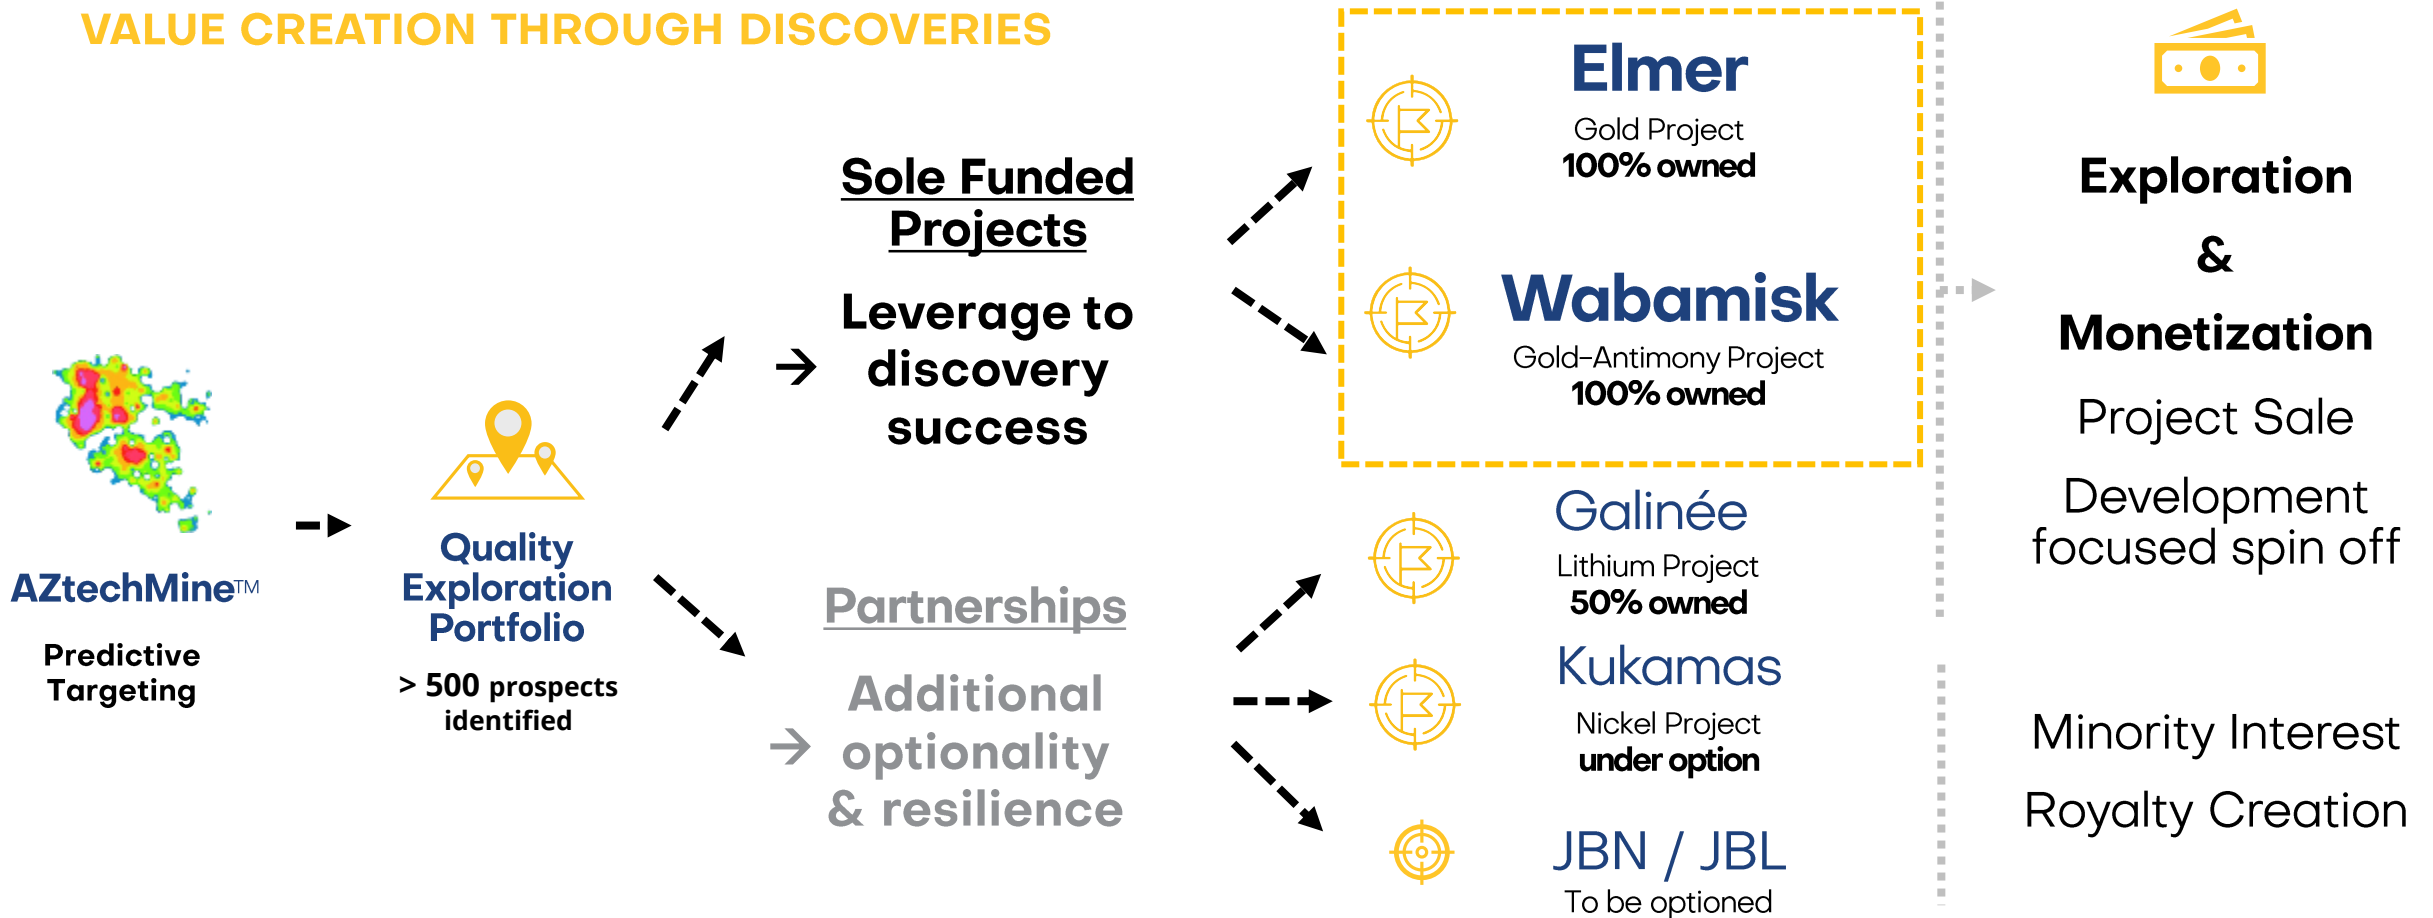 VALUE CREATION THROUGH DISCOVERIES
AZtechMine™
Predictive
Targeting
Quality
Exploration
Portfolio
> 500 prospects
identified
Sole Funded
Projects
→ Leverage to
discovery
success
Partnerships
Additional
→ optionality
& resilience
Elmer
Gold Project
100% owned
Wabamisk
Gold-Antimony Project
100% owned
Galinée
Lithium Project
50% owned
Kukamas
Nickel Project
under option
JBN / JBL
To be optioned
Exploration
&
Monetization
Project Sale
Development
focused spin off
Minority Interest
Royalty Creation